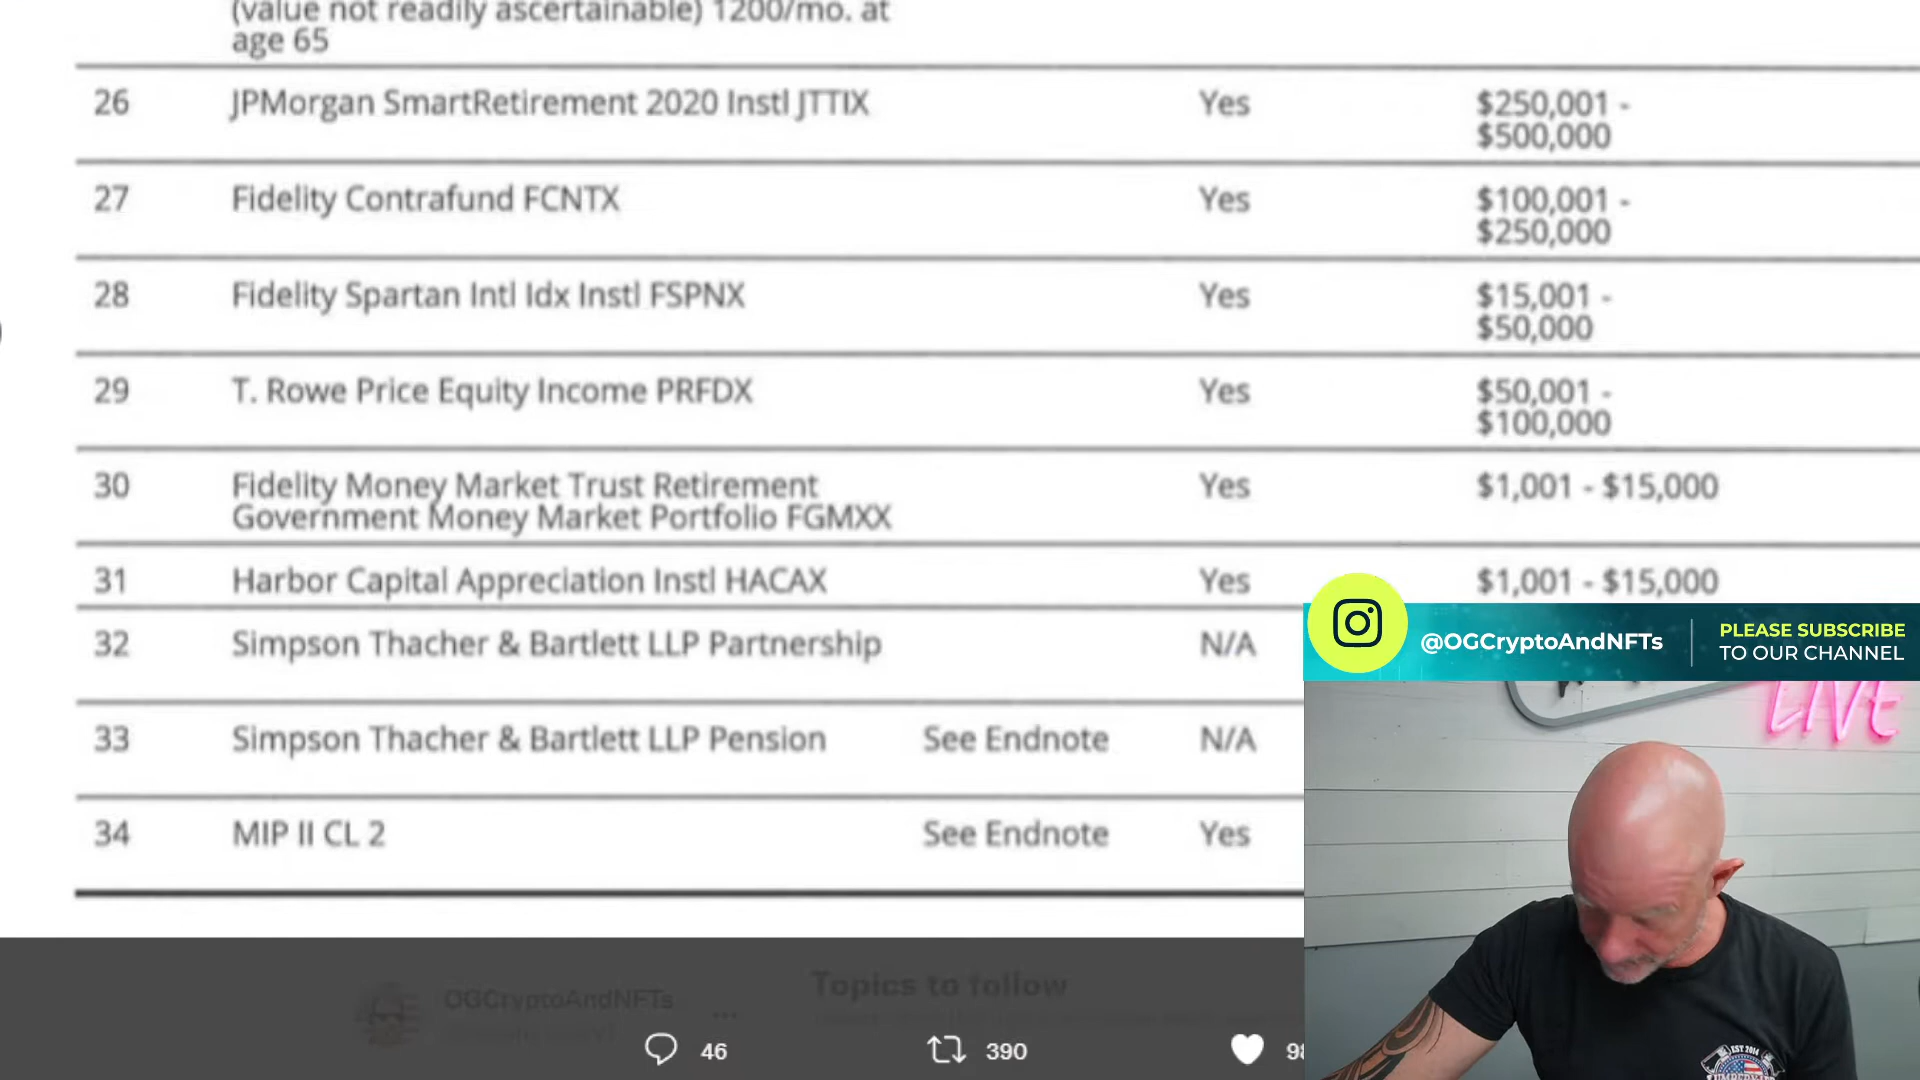 (value not readily ascertainable) 1200/mo. at
age 65
26 JPMorgan SmartRetirement 2020 Instl JTTIX Yes $250,001 -
$500,000
27 Fidelity Contrafund FCNTX Yes $100,001 -
$250,000
28 Fidelity Spartan Intl Idx Instl FSPNX Yes $15,001 -
$50,000
29 T. Rowe Price Equity Income PRFDX Yes $50,001 -
$100,000
30 Fidelity Money Market Trust Retirement Yes $1,001 - $15,000
Government Money Market Portfolio FGMXX
31 Harbor Capital Appreciation Instl HACAX Yes $1,001 - $15,000
32 Simpson Thacher & Bartlett LLP Partnership N/A
33 Simpson Thacher & Bartlett LLP Pension See Endnote N/A
34 MIP II CL 2 See Endnote Yes
@OGCryptoAndNFTs
PLEASE SUBSCRIBE
TO OUR CHANNEL
LIVE
OGCryptoAndNFTs
Topics to follow
46 390
EST 2014